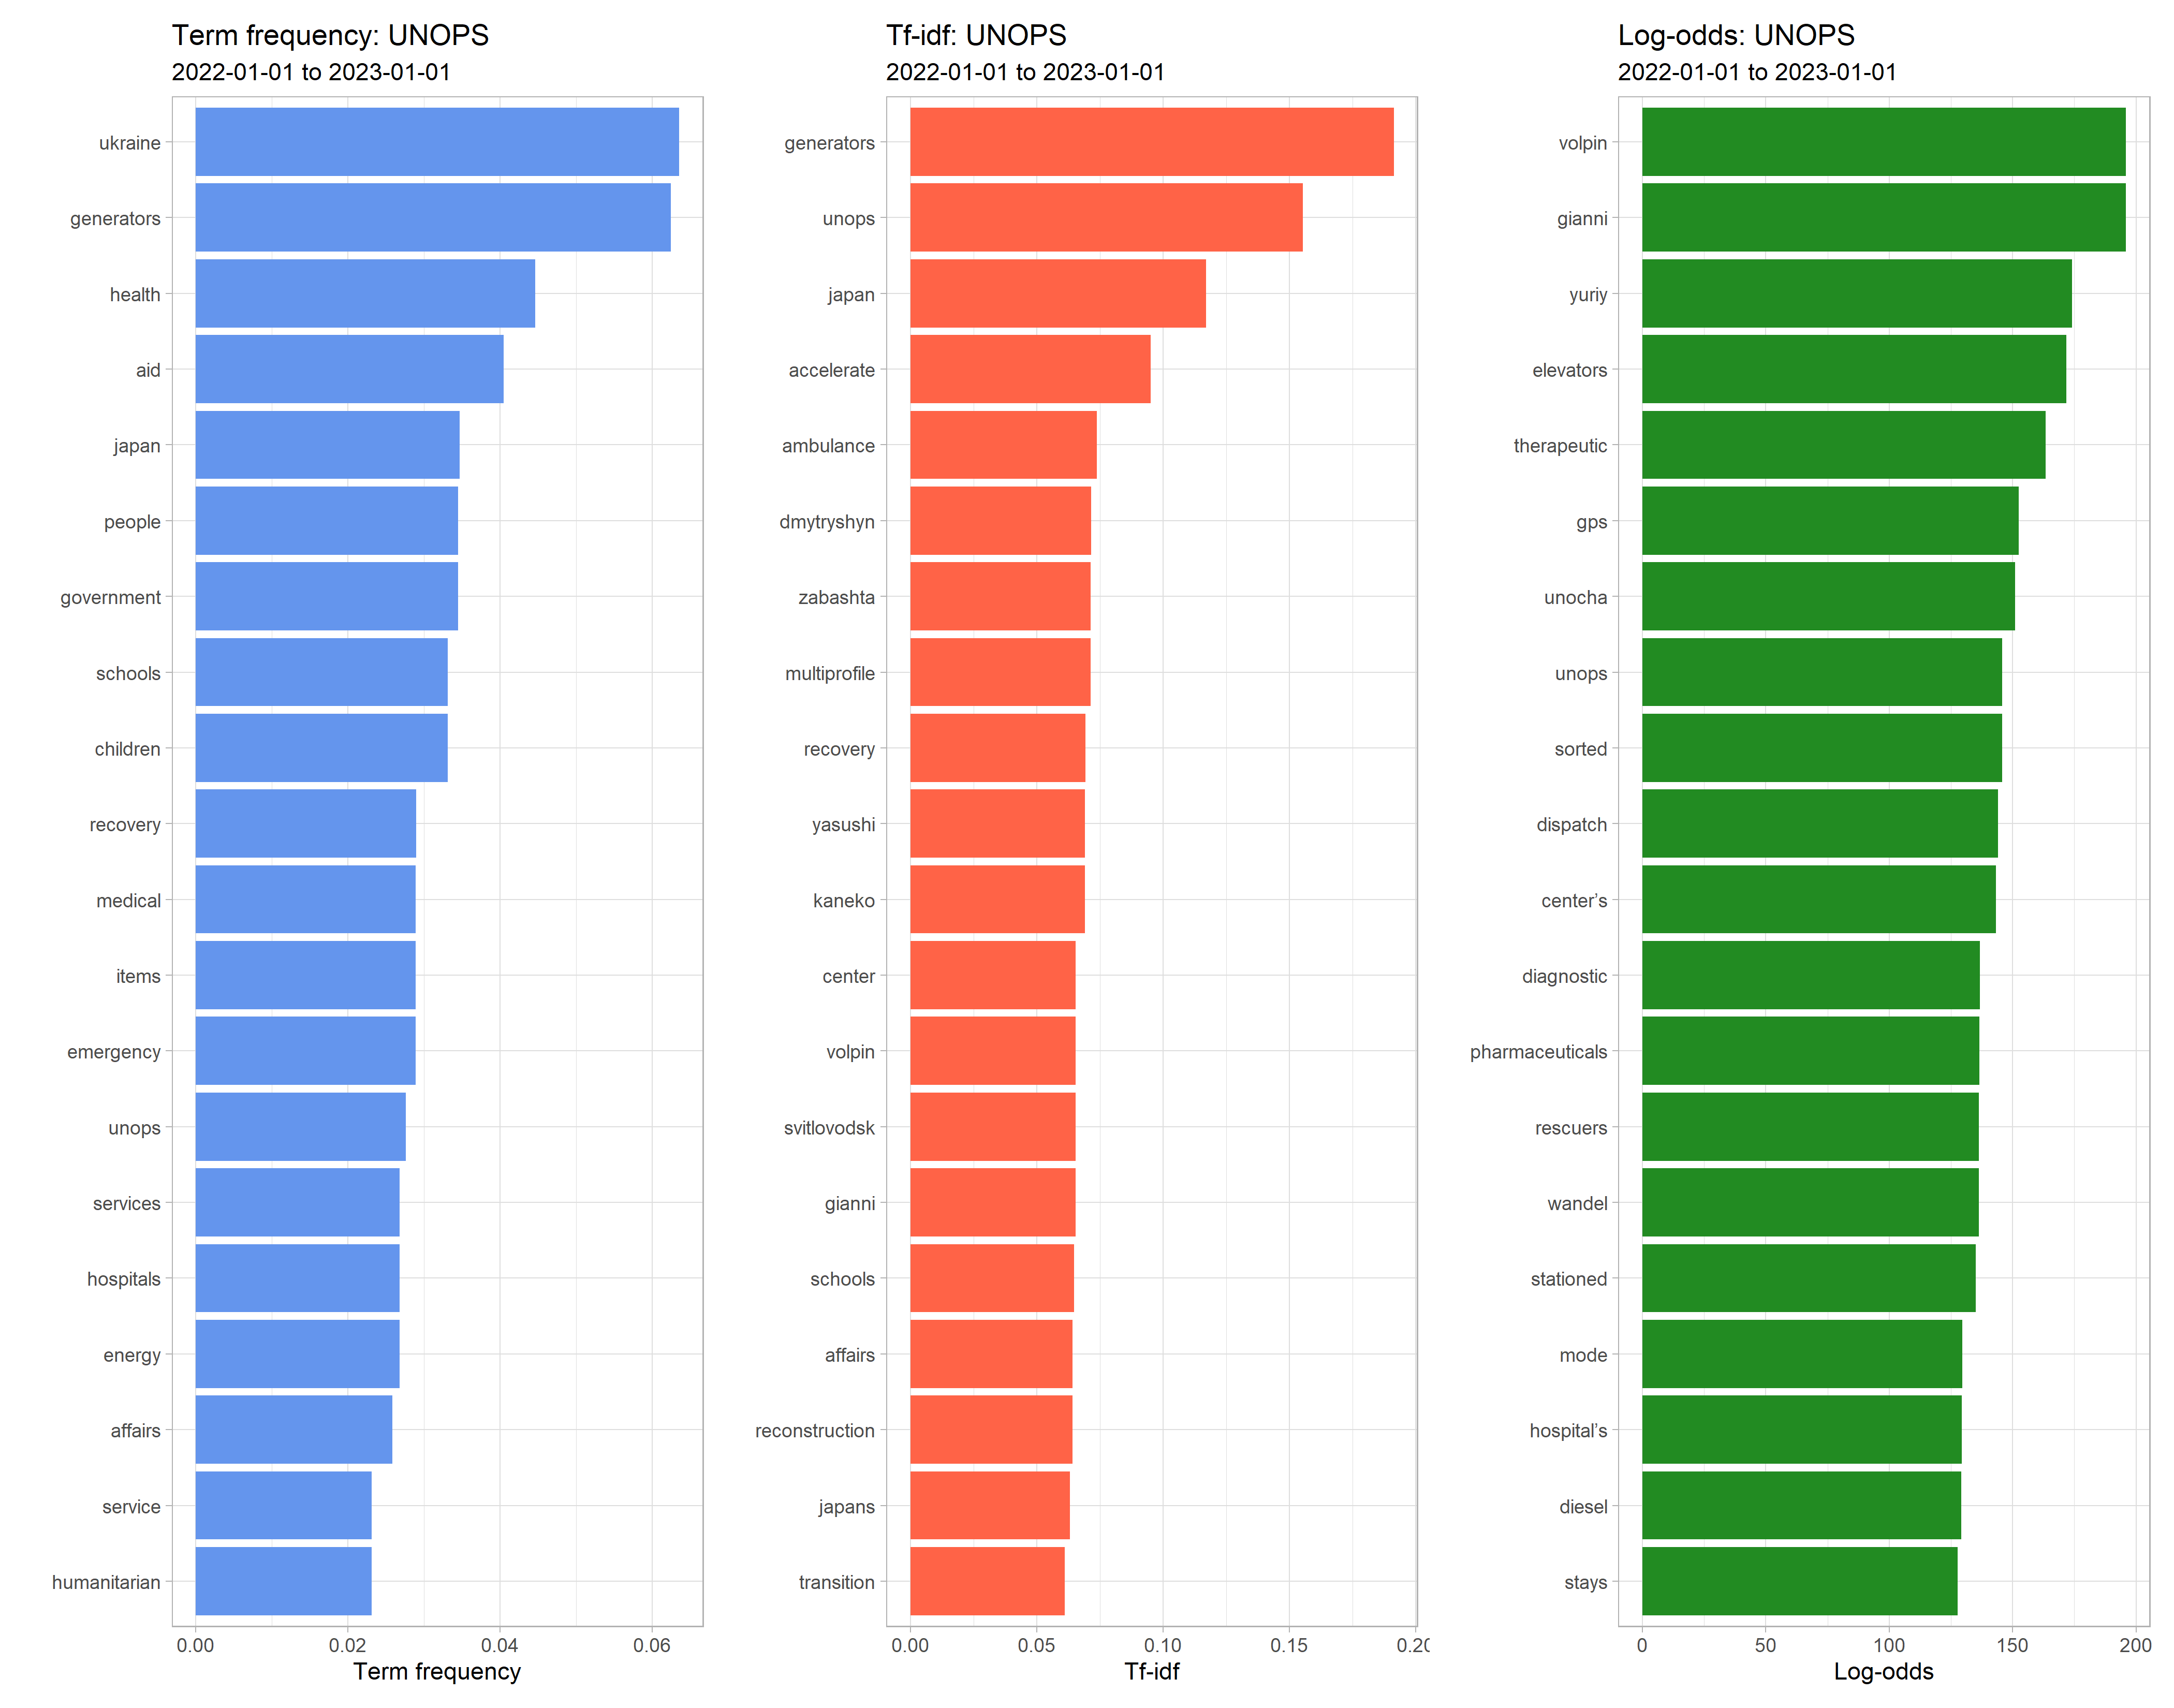 Term frequency: UNOPS
2022-01-01 to 2023-01-01
ukraine
generators
health
aid
japan
people
government
schools
children
recovery
medical
items
emergency
unops
services
hospitals
energy
affairs
service
humanitarian
0.00 0.02 0.04 0.06
Term frequency
Tf-idf: UNOPS
2022-01-01 to 2023-01-01
generators
unops
japan
accelerate
ambulance
dmytryshyn
zabashta
multiprofile
recovery
yasushi
kaneko
center
volpin
svitlovodsk
gianni
schools
affairs
reconstruction
japans
transition
0.00 0.05 0.10 0.15 0.20
Tf-idf
Log-odds: UNOPS
2022-01-01 to 2023-01-01
volpin
gianni
yuriy
elevators
therapeutic
gps
unocha
unops
sorted
dispatch
center’s
diagnostic
pharmaceuticals
rescuers
wandel
stationed
mode
hospital’s
diesel
stays
0 50 100 150 200
Log-odds